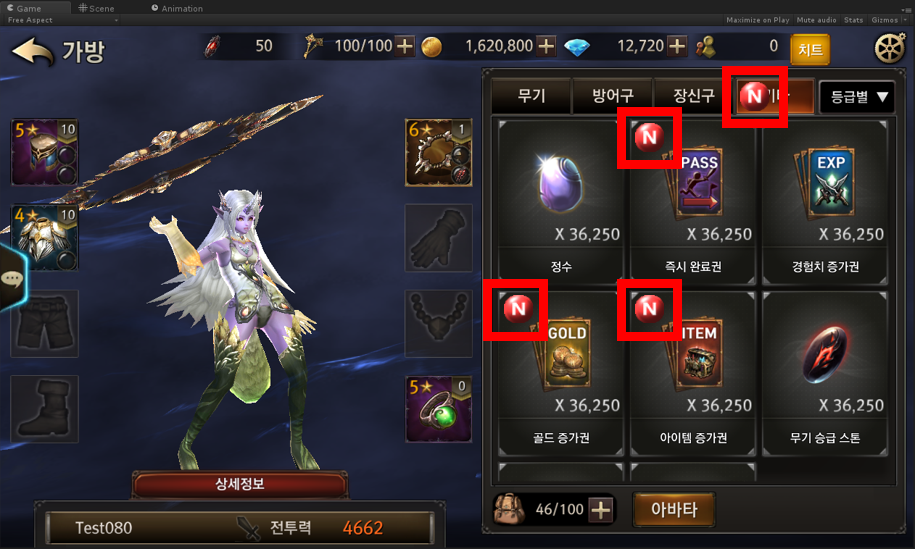 Game
Scene
Animation
Free Aspect
Maximize on Play
Mute audio
Stats
Gizmos
가방
50
100/100
1,620,800
12,720
0
치트
무기
방어구
장신구
N
등급별
5
10
6
1
4
10
5
0
X 36,250
정수
N
PASS
X 36,250
즉시 완료권
EXP
X 36,250
경험치 증가권
N
GOLD
X 36,250
골드 증가권
N
ITEM
X 36,250
아이템 증가권
X 36,250
무기 승급 스톤
상세정보
Test080
전투력
4662
46/100
아바타